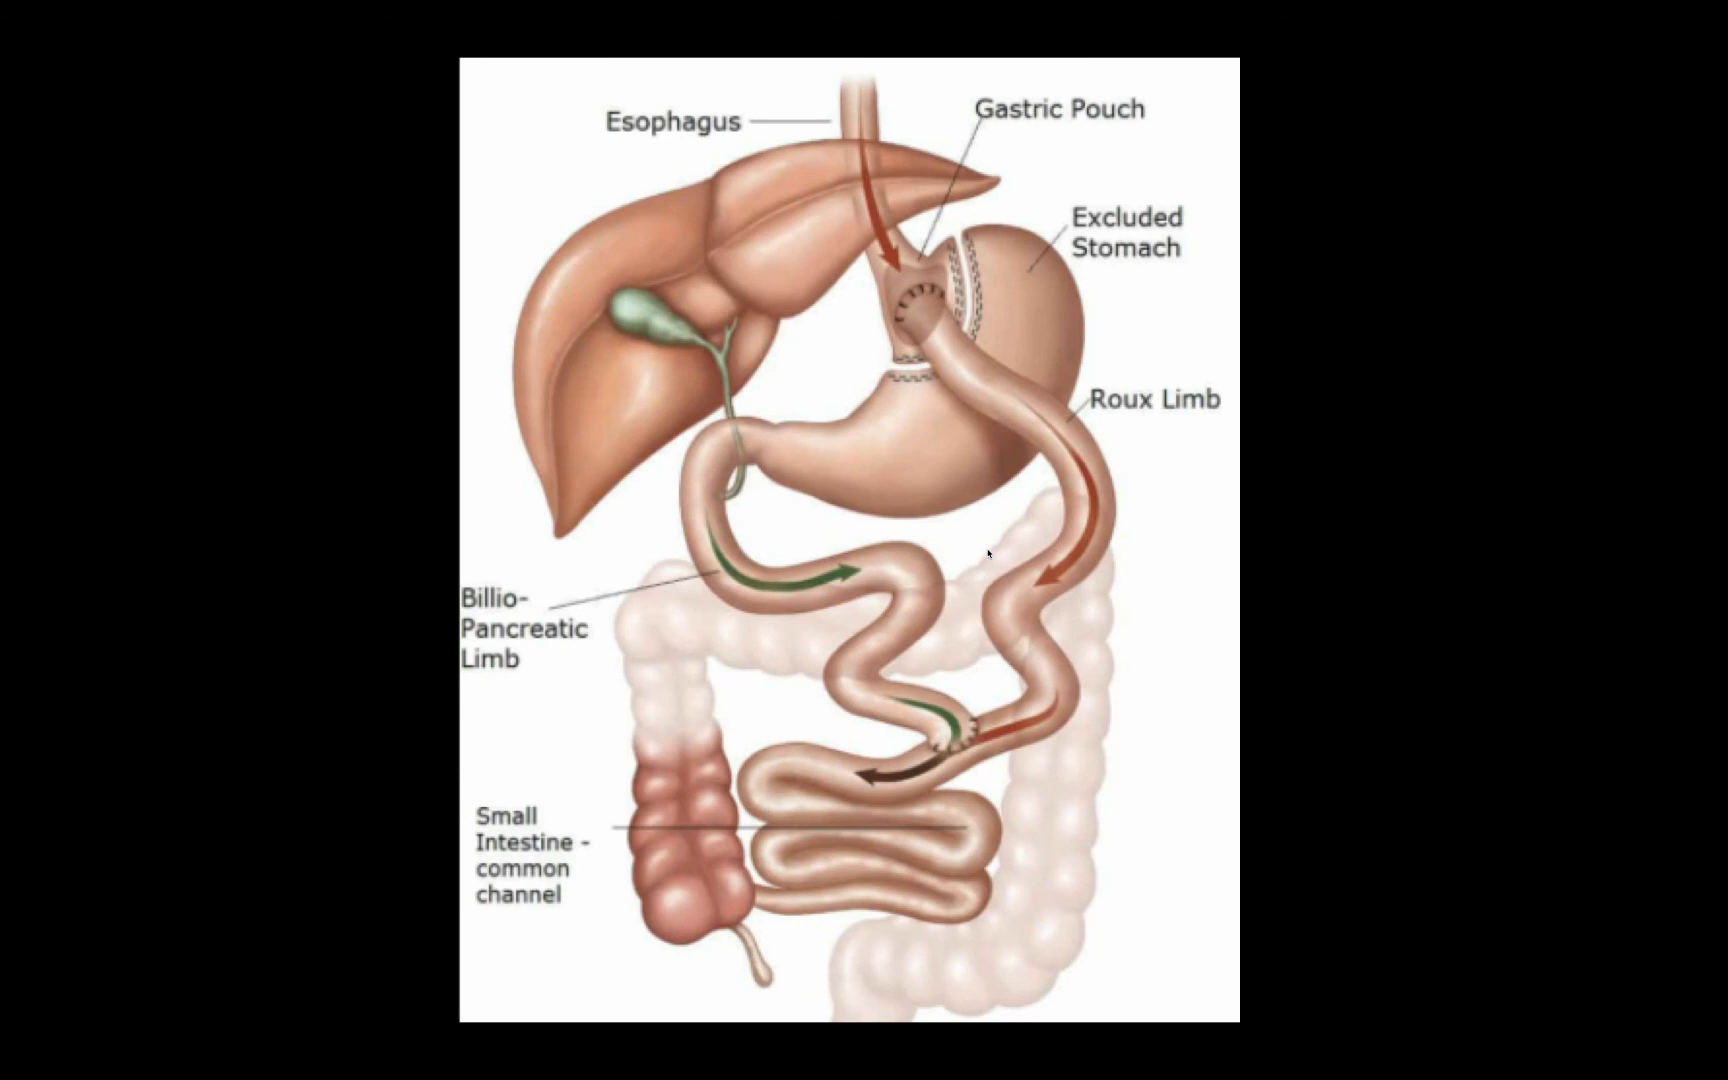 Esophagus
Gastric Pouch
Excluded
Stomach
Roux Limb
Billio-
Pancreatic
Limb
Small
Intestine -
common
channel